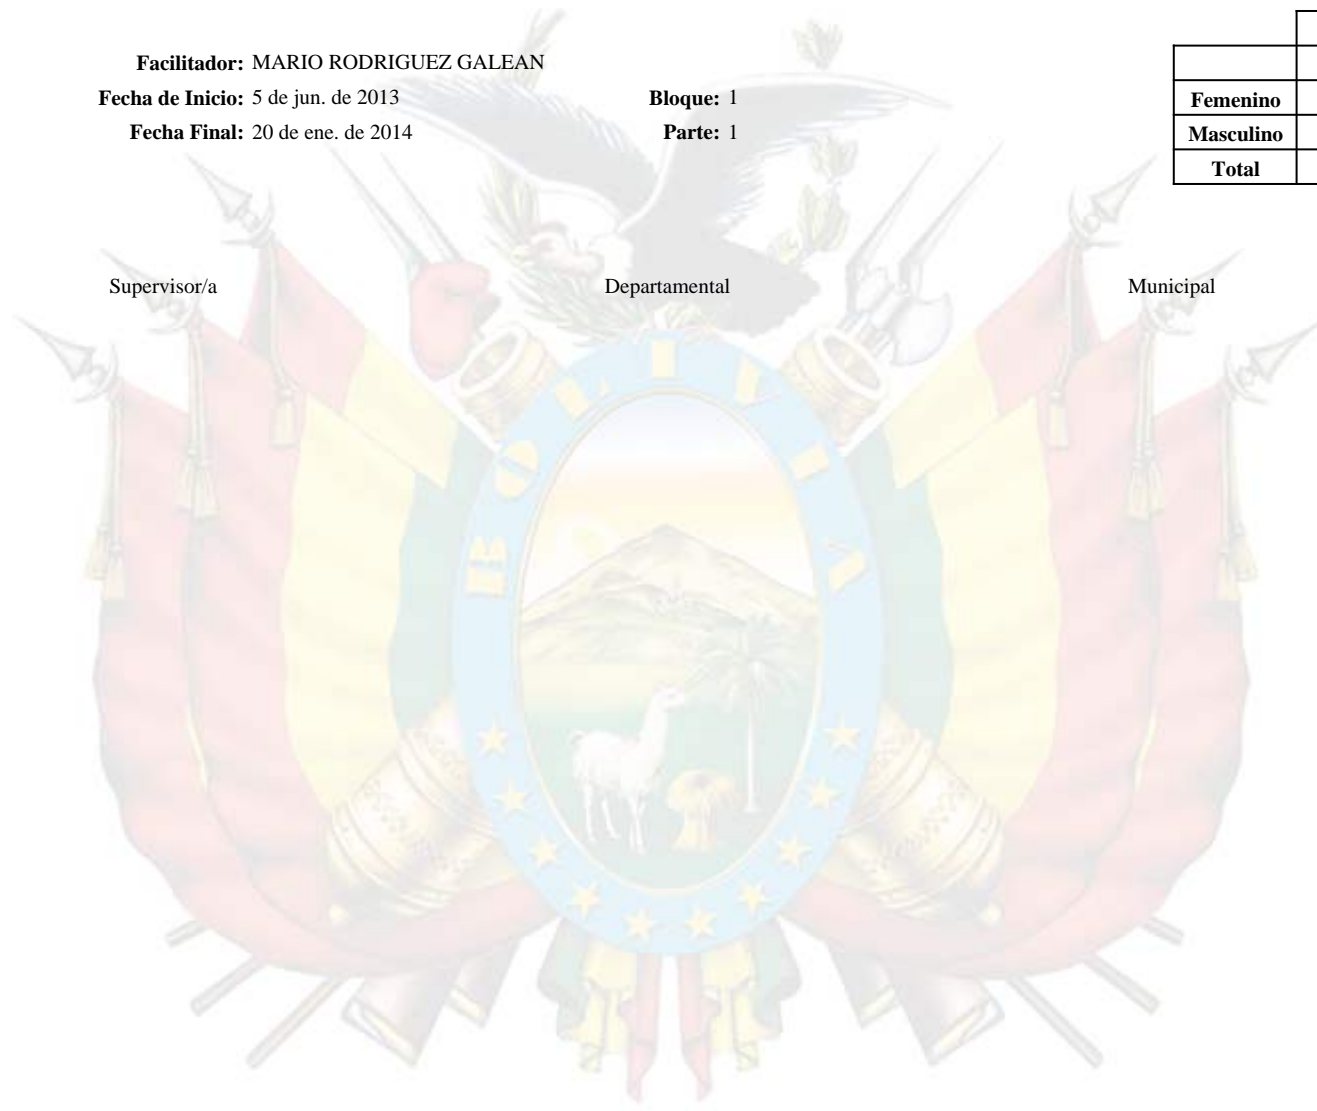 Facilitador: MARIO RODRIGUEZ GALEAN
Fecha de Inicio: 5 de jun. de 2013 Bloque: 1
Fecha Final: 20 de ene. de 2014 Parte: 1
Femenino
Masculino
Total
Supervisor/a Departamental Municipal
BOLIVIA